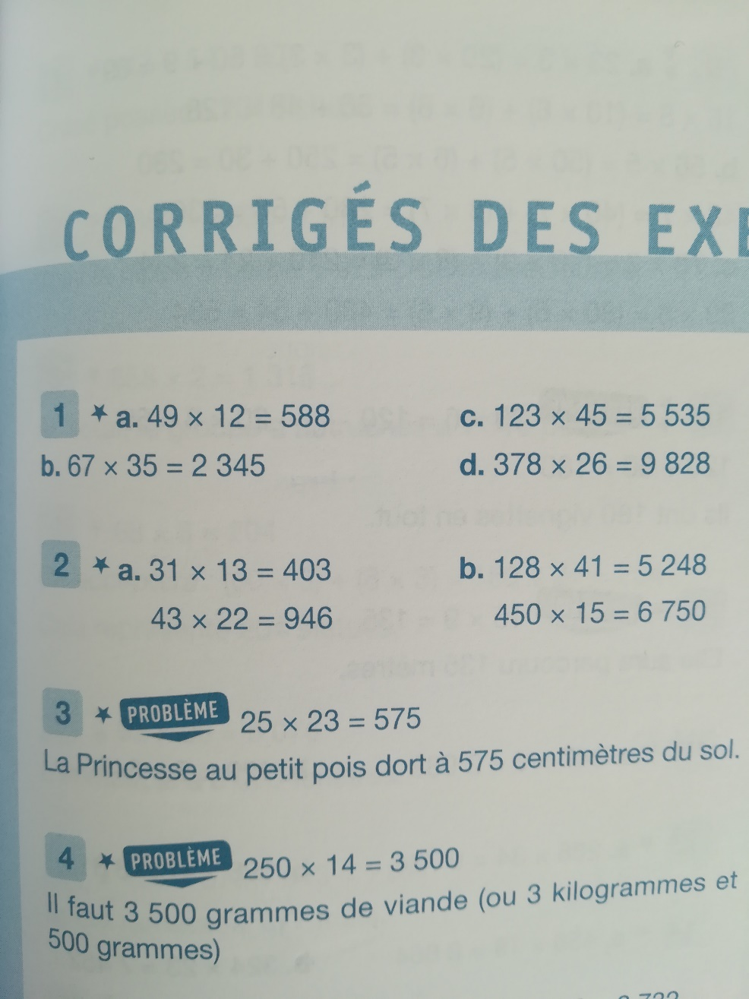 CORRIGÉS DES EXE
1 ★ a. 49 × 12 = 588
c. 123 × 45 = 5 535
b. 67 × 35 = 2 345
d. 378 × 26 = 9 828
2 ★ a. 31 × 13 = 403
b. 128 × 41 = 5 248
43 × 22 = 946
450 × 15 = 6 750
3 ★ PROBLÈME 25 × 23 = 575
La Princesse au petit pois dort à 575 centimètres du sol.
4 ★ PROBLÈME 250 × 14 = 3 500
Il faut 3 500 grammes de viande (ou 3 kilogrammes et
500 grammes)